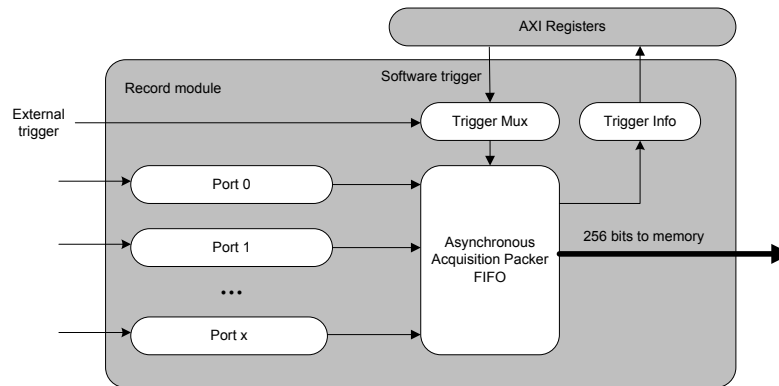 AXI Registers
Record module
Software trigger
External
trigger
Trigger Mux
Trigger Info
Port 0
Port 1
...
Port x
Asynchronous
Acquisition Packer
FIFO
256 bits to memory